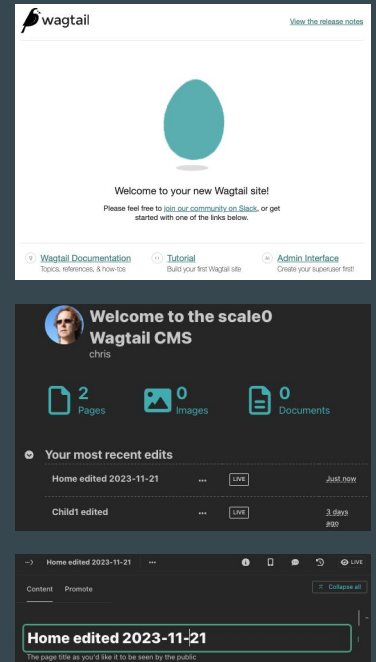 wagtail
View the release notes
Welcome to your new Wagtail site!
Please feel free to join our community on Slack, or get
started with one of the links below.
Wagtail Documentation
Topics, references, & how-tos
Tutorial
Build your first Wagtail site
Admin Interface
Create your superuser first!
Welcome to the scale0
Wagtail CMS
chris
2
Pages
0
Images
0
Documents
Your most recent edits
Home edited 2023-11-21
...
LIVE
Just now
Child1 edited
...
LIVE
3 days
ago
Home edited 2023-11-21
...
LIVE
Content
Promote
Collapse all
Home edited 2023-11-21
The page title as you'd like it to be seen by the public